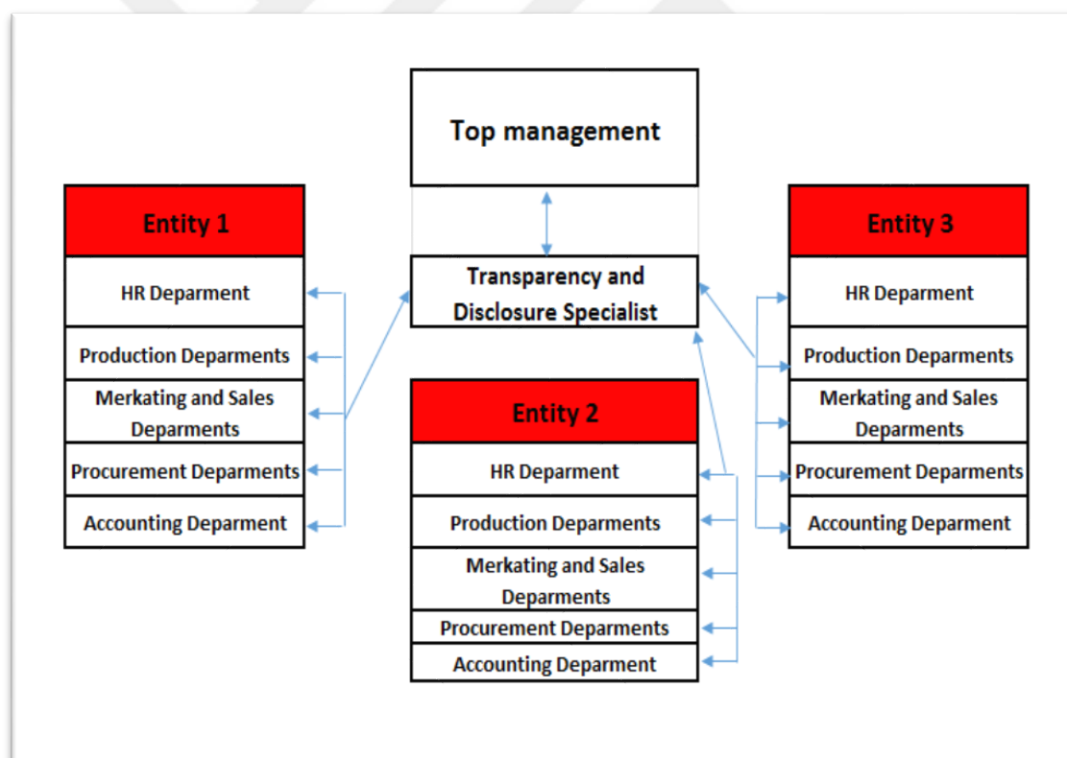 Top management
Transparency and
Disclosure Specialist
Entity 1
HR Deparment
Production Deparments
Merkating and Sales
Deparments
Procurement Deparments
Accounting Deparment
Entity 2
HR Deparment
Production Deparments
Merkating and Sales
Deparments
Procurement Deparments
Accounting Deparment
Entity 3
HR Deparment
Production Deparments
Merkating and Sales
Deparments
Procurement Deparments
Accounting Deparment